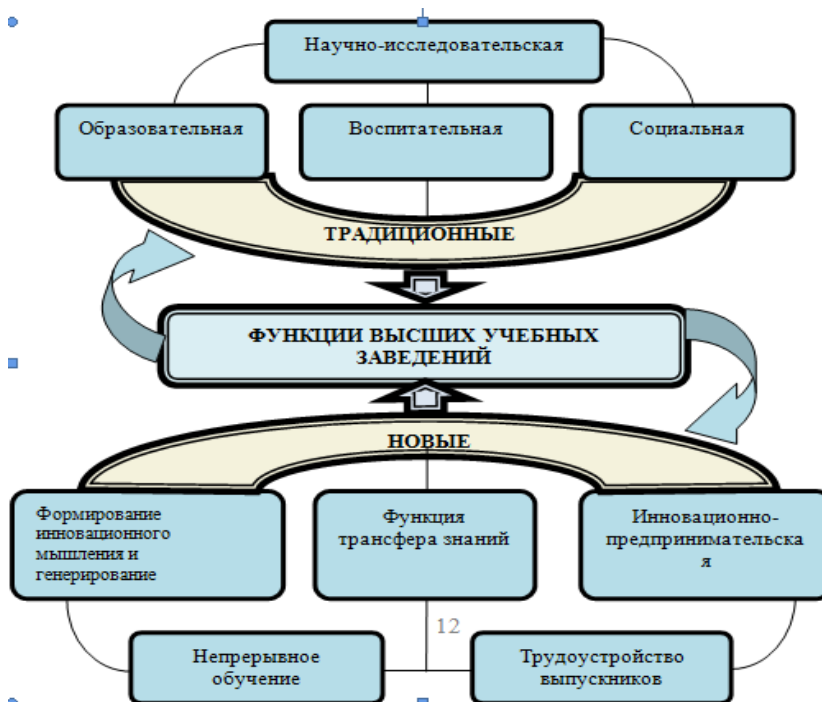 Научно-исследовательская
Образовательная
Воспитательная
Социальная
ТРАДИЦИОННЫЕ
ФУНКЦИИ ВЫСШИХ УЧЕБНЫХ
ЗАВЕДЕНИЙ
НОВЫЕ
Формирование
инновационного
мышления и
генерирование
Функция
трансфера знаний
Инновационно-
предпринимательска
я
12
Непрерывное
обучение
Трудоустройство
выпускников